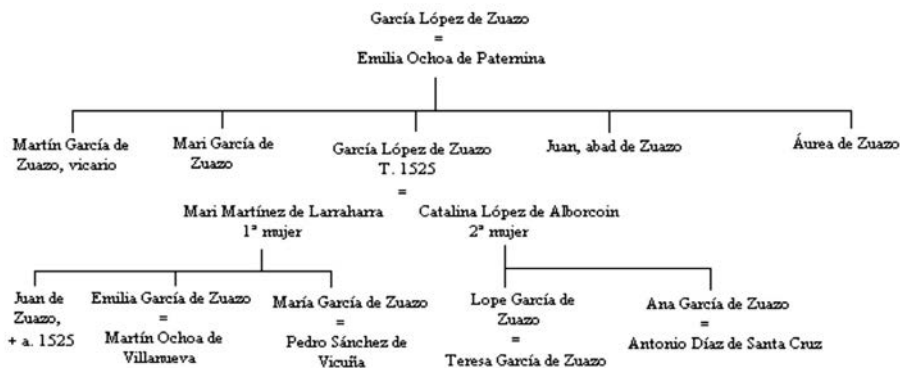 García López de Zuazo
=
Emilia Ochoa de Paternina
Martín García de
Zuazo, vicario
Mari García de
Zuazo
García López de Zuazo
T. 1525
=
Juan, abad de Zuazo
Áurea de Zuazo
Mari Martínez de Larraharra
1ª mujer
Catalina López de Alborcoin
2ª mujer
Juan de
Zuazo,
+ a. 1525
Emilia García de Zuazo
=
Martín Ochoa de
Villanueva
María García de Zuazo
=
Pedro Sánchez de
Vicuña
Lope García de
Zuazo
=
Teresa García de Zuazo
Ana García de Zuazo
=
Antonio Díaz de Santa Cruz